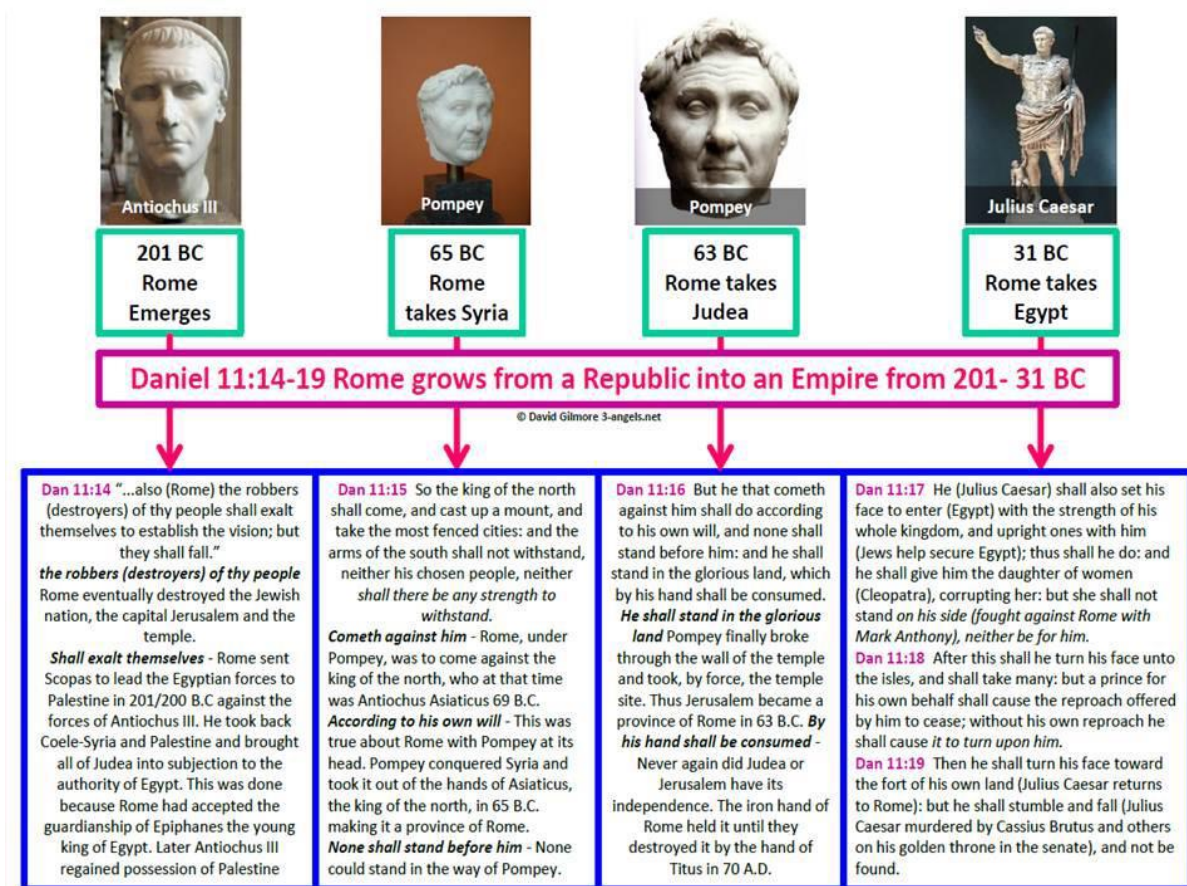 Antiochus III
Pompey
Pompey
Julius Caesar
201 BC
Rome
Emerges
65 BC
Rome
takes Syria
63 BC
Rome takes
Judea
31 BC
Rome takes
Egypt
Daniel 11:14-19 Rome grows from a Republic into an Empire from 201- 31 BC
© David Gilmore 3-angels.net
Dan 11:14 “...also (Rome) the robbers
(destroyers) of thy people shall exalt
themselves to establish the vision; but
they shall fall.”
the robbers (destroyers) of thy people
Rome eventually destroyed the Jewish
nation, the capital Jerusalem and the
temple.
Shall exalt themselves - Rome sent
Scopas to lead the Egyptian forces to
Palestine in 201/200 B.C against the
forces of Antiochus III. He took back
Coele-Syria and Palestine and brought
all of Judea into subjection to the
authority of Egypt. This was done
because Rome had accepted the
guardianship of Epiphanes the young
king of Egypt. Later Antiochus III
regained possession of Palestine
Dan 11:15 So the king of the north
shall come, and cast up a mount, and
take the most fenced cities: and the
arms of the south shall not withstand,
neither his chosen people, neither
shall there be any strength to
withstand.
Cometh against him - Rome, under
Pompey, was to come against the
king of the north, who at that time
was Antiochus Asiaticus 69 B.C.
According to his own will - This was
true about Rome with Pompey at its
head. Pompey conquered Syria and
took it out of the hands of Asiaticus,
the king of the north, in 65 B.C.
making it a province of Rome.
None shall stand before him - None
could stand in the way of Pompey.
Dan 11:16 But he that cometh
against him shall do according
to his own will, and none shall
stand before him: and he shall
stand in the glorious land, which
by his hand shall be consumed.
He shall stand in the glorious
land Pompey finally broke
through the wall of the temple
and took, by force, the temple
site. Thus Jerusalem became a
province of Rome in 63 B.C. By
his hand shall be consumed -
Never again did Judea or
Jerusalem have its
independence. The iron hand of
Rome held it until they
destroyed it by the hand of
Titus in 70 A.D.
Dan 11:17 He (Julius Caesar) shall also set his
face to enter (Egypt) with the strength of his
whole kingdom, and upright ones with him
(Jews help secure Egypt); thus shall he do: and
he shall give him the daughter of women
(Cleopatra), corrupting her: but she shall not
stand on his side (fought against Rome with
Mark Anthony), neither be for him.
Dan 11:18 After this shall he turn his face unto
the isles, and shall take many: but a prince for
his own behalf shall cause the reproach offered
by him to cease; without his own reproach he
shall cause it to turn upon him.
Dan 11:19 Then he shall turn his face toward
the fort of his own land (Julius Caesar returns
to Rome): but he shall stumble and fall (Julius
Caesar murdered by Cassius Brutus and others
on his golden throne in the senate), and not be
found.